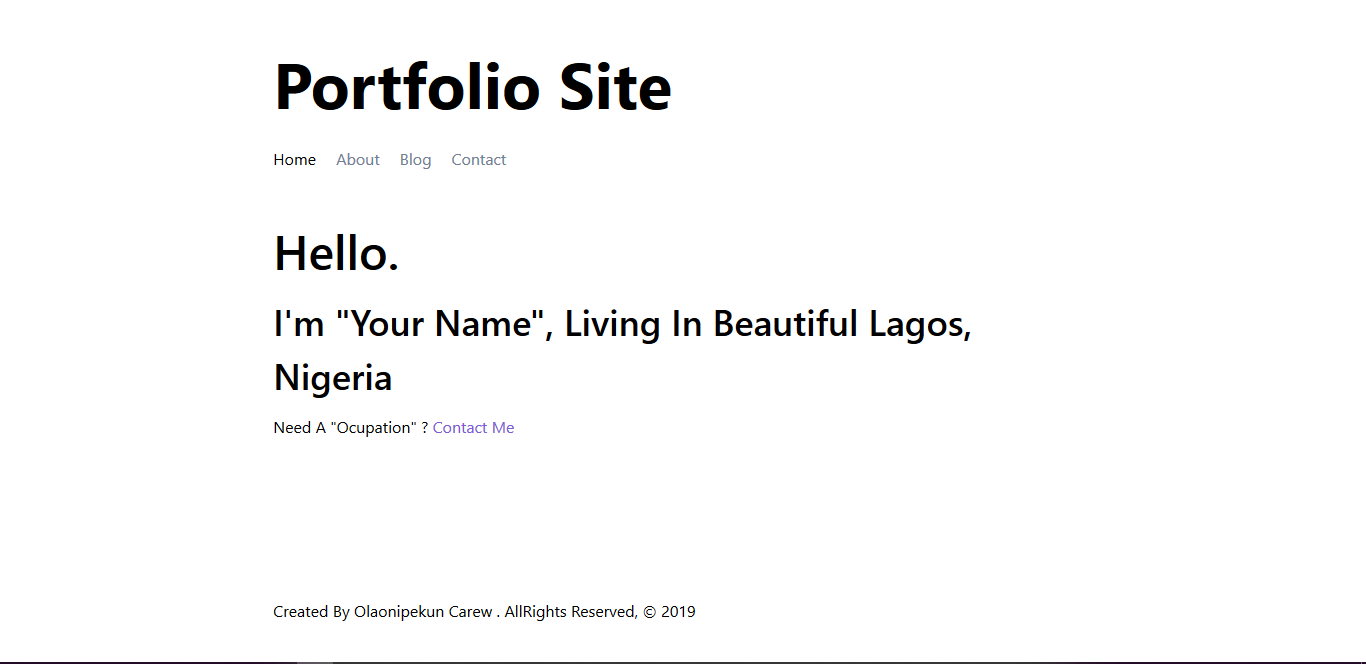 Portfolio Site
Home About Blog Contact
Hello.
I'm "Your Name", Living In Beautiful Lagos,
Nigeria
Need A "Ocupation" ? Contact Me
Created By Olaonipekun Carew . AllRights Reserved, © 2019